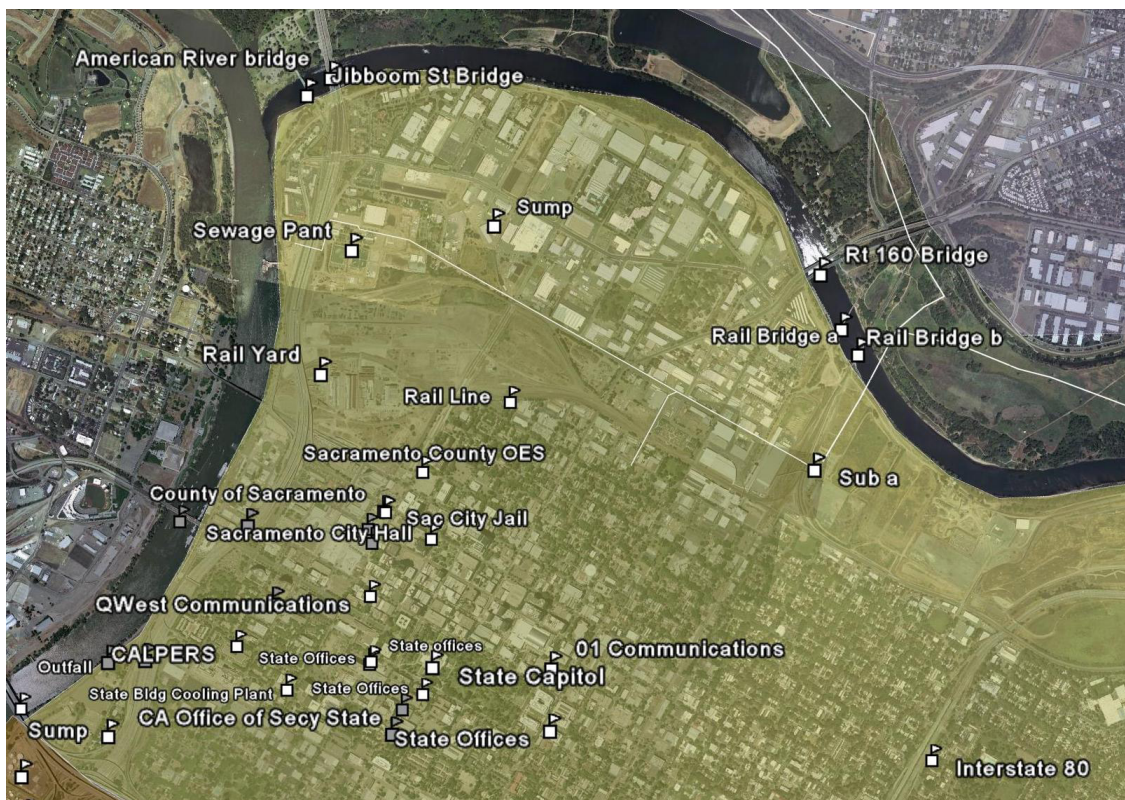 American River bridge
Jibboom St Bridge
Sump
Sewage Pant
Rt 160 Bridge
Rail Bridge a
Rail Bridge b
Rail Yard
Rail Line
Sacramento County OES
Sub a
County of Sacramento
Sac City Jail
Sacramento City Hall
QWest Communications
State offices
01 Communications
CALPERS
State Offices
Outfall
State Capitol
State Bldg Cooling Plant
State Offices
CA Office of Secy State
Sump
State Offices
Interstate 80